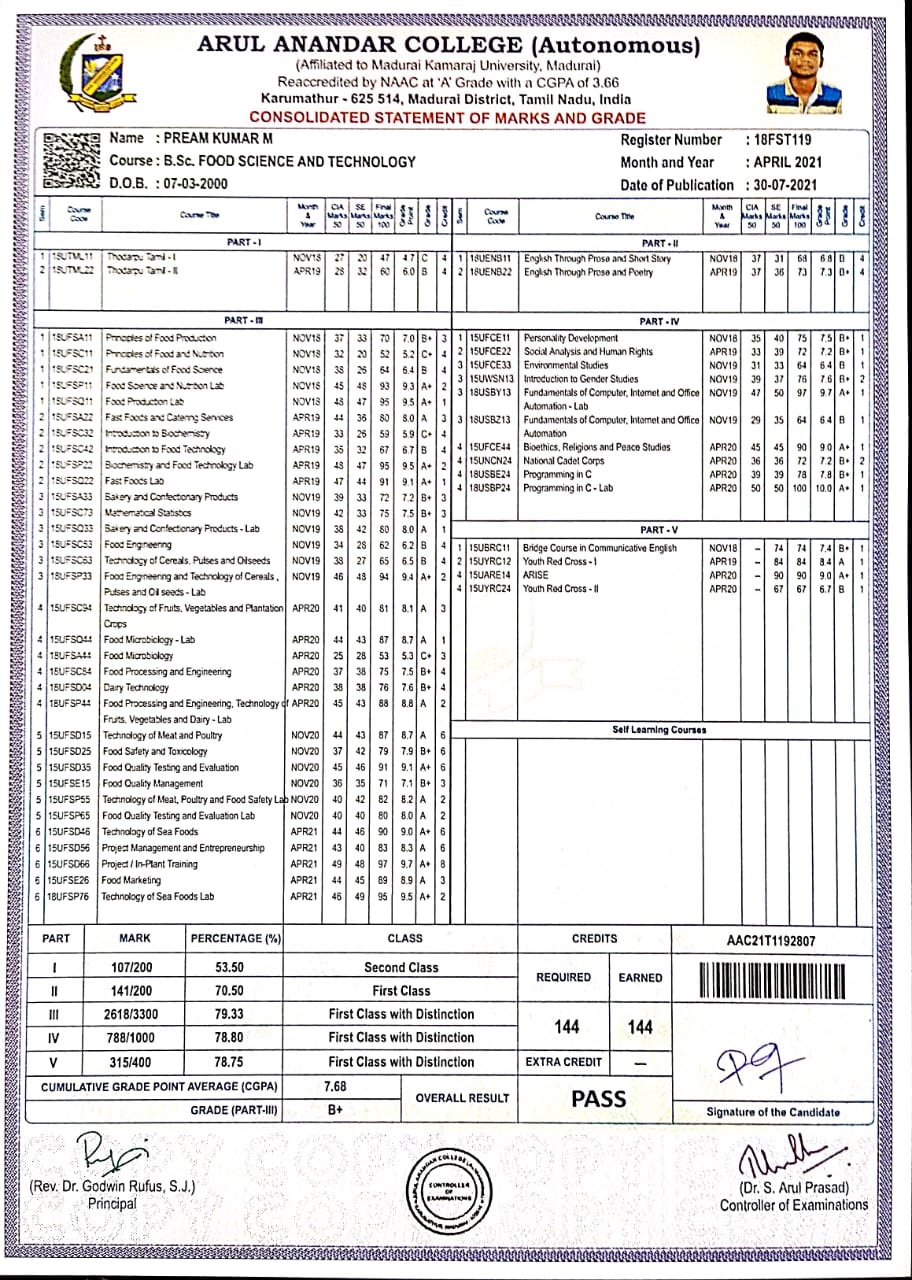 ARUL ANANDAR COLLEGE (Autonomous)
(Affiliated to Madurai Kamaraj University, Madurai)
Reaccredited by NAAC at 'A' Grade with a CGPA of 3.66
Karumathur - 625 514, Madurai District, Tamil Nadu, India
CONSOLIDATED STATEMENT OF MARKS AND GRADE
Name : PREAM KUMAR M
Course : B.Sc. FOOD SCIENCE AND TECHNOLOGY
D.O.B. : 07-03-2000
Register Number : 18FST119
Month and Year : APRIL 2021
Date of Publication : 30-07-2021
Sem Course Code Course Title Month & Year CIA Marks 50 SE Marks 50 Final Marks 100 Grade Point Grade Credit
PART - I
1 18UTML11 Thodarpu Tamil - I NOV18 27 20 47 4.7 C 4
2 18UTML22 Thodarpu Tamil - II APR19 28 32 60 6.0 B 4
PART - III
1 18UFSA11 Principles of Food Production NOV18 37 33 70 7.0 B+ 3
1 15UFSC11 Principles of Food and Nutrition NOV18 32 20 52 5.2 C+ 4
1 15UFSC21 Fundamentals of Food Science NOV18 38 26 64 6.4 B 4
1 18UFSP11 Food Science and Nutrition Lab NOV18 45 48 93 9.3 A+ 2
1 15UFSQ11 Food Production Lab NOV18 48 47 95 9.5 A+ 1
2 18UFSA22 Fast Foods and Catering Services APR19 44 36 80 8.0 A 3
2 15UFSC32 Introduction to Biochemistry APR19 33 26 59 5.9 C+ 4
2 15UFSC42 Introduction to Food Technology APR19 35 32 67 6.7 B 4
2 15UFSP22 Biochemistry and Food Technology Lab APR19 48 47 95 9.5 A+ 2
2 15UFSQ22 Fast Foods Lab APR19 47 44 91 9.1 A+ 1
3 15UFSA33 Bakery and Confectionary Products NOV19 39 33 72 7.2 B+ 3
3 15UFSC73 Mathematical Statistics NOV19 42 33 75 7.5 B+ 3
3 15UFSQ33 Bakery and Confectionary Products - Lab NOV19 38 42 80 8.0 A 1
3 15UFSC53 Food Engineering NOV19 34 28 62 6.2 B 4
3 15UFSC63 Technology of Cereals, Pulses and Oilseeds NOV19 38 27 65 6.5 B 4
3 18UFSP33 Food Engineering and Technology of Cereals, NOV19 46 48 94 9.4 A+ 2
Pulses and Oil seeds - Lab
4 15UFSC94 Technology of Fruits, Vegetables and Plantation APR20 41 40 81 8.1 A 3
Crops
4 15UFSQ44 Food Microbiology - Lab APR20 44 43 87 8.7 A 1
4 18UFSA44 Food Microbiology APR20 25 28 53 5.3 C+ 3
4 15UFSC84 Food Processing and Engineering APR20 37 38 75 7.5 B+ 4
4 15UFSD04 Dairy Technology APR20 38 38 76 7.6 B+ 4
4 18UFSP44 Food Processing and Engineering, Technology of APR20 45 43 88 8.8 A 2
Fruits, Vegetables and Dairy - Lab
5 15UFSD15 Technology of Meat and Poultry NOV20 44 43 87 8.7 A 6
5 15UFSD25 Food Safety and Toxicology NOV20 37 42 79 7.9 B+ 6
5 15UFSD35 Food Quality Testing and Evaluation NOV20 45 46 91 9.1 A+ 6
5 15UFSE15 Food Quality Management NOV20 36 35 71 7.1 B+ 3
5 15UFSP55 Technology of Meat, Poultry and Food Safety Lab NOV20 40 42 82 8.2 A 2
5 15UFSP65 Food Quality Testing and Evaluation Lab NOV20 40 40 80 8.0 A 2
6 15UFSD46 Technology of Sea Foods APR21 44 46 90 9.0 A+ 6
6 15UFSD56 Project Management and Entrepreneurship APR21 43 40 83 8.3 A 6
6 15UFSD66 Project / In-Plant Training APR21 49 48 97 9.7 A+ 8
6 15UFSE26 Food Marketing APR21 44 45 89 8.9 A 3
6 18UFSP76 Technology of Sea Foods Lab APR21 46 49 95 9.5 A+ 2
Sem Course Code Course Title Month & Year CIA Marks 50 SE Marks 50 Final Marks 100 Grade Point Grade Credit
PART - II
1 18UENB11 English Through Prose and Short Story NOV18 37 31 68 6.8 B 4
2 18UENB22 English Through Prose and Poetry APR19 37 36 73 7.3 B+ 4
PART - IV
1 15UFCE11 Personality Development NOV18 35 40 75 7.5 B+ 1
2 15UFCE22 Social Analysis and Human Rights APR19 33 39 72 7.2 B+ 1
3 15UFCE33 Environmental Studies NOV19 31 33 64 6.4 B 1
3 15UWSN13 Introduction to Gender Studies NOV19 39 37 76 7.6 B+ 2
3 18USBY13 Fundamentals of Computer, Internet and Office NOV19 47 50 97 9.7 A+ 1
Automation - Lab
3 18USBZ13 Fundamentals of Computer, Internet and Office NOV19 29 35 64 6.4 B 1
Automation
4 15UFCE44 Bioethics, Religions and Peace Studies APR20 45 45 90 9.0 A+ 1
4 15UNCN24 National Cadet Corps APR20 36 36 72 7.2 B+ 2
4 18USBE24 Programming in C APR20 39 39 78 7.8 B+ 1
4 18USBP24 Programming in C - Lab APR20 50 50 100 10.0 A+ 1
PART - V
1 15UBRC11 Bridge Course in Communicative English NOV18 – 74 74 7.4 B+ 1
2 15UYRC12 Youth Red Cross - I APR19 – 84 84 8.4 A 1
4 15UARE14 ARISE APR20 – 90 90 9.0 A+ 1
4 15UYRC24 Youth Red Cross - II APR20 – 67 67 6.7 B 1
Self Learning Courses
PART MARK PERCENTAGE (%) CLASS
I 107/200 53.50 Second Class
II 141/200 70.50 First Class
III 2618/3300 79.33 First Class with Distinction
IV 788/1000 78.80 First Class with Distinction
V 315/400 78.75 First Class with Distinction
CUMULATIVE GRADE POINT AVERAGE (CGPA) 7.68
GRADE (PART-III) B+
CREDITS
REQUIRED EARNED
144 144
EXTRA CREDIT —
OVERALL RESULT PASS
AAC21T1192807
Signature of the Candidate
(Rev. Dr. Godwin Rufus, S.J.)
Principal
ARUL ANANDAR COLLEGE
CONTROLLER
OF
EXAMINATIONS
(Dr. S. Arul Prasad)
Controller of Examinations